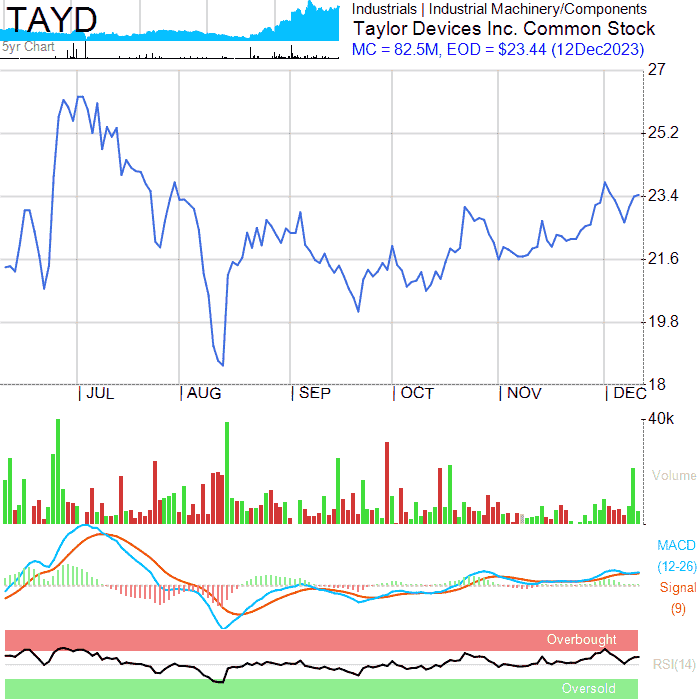 TAYD
5yr Chart
Industrials | Industrial Machinery/Components
Taylor Devices Inc. Common Stock
MC = 82.5M, EOD = $23.44 (12Dec2023)
27
25.2
23.4
21.6
19.8
18
JUL AUG SEP OCT NOV DEC
40k
Volume
MACD
(12-26)
Signal
(9)
Overbought
RSI(14)
Oversold